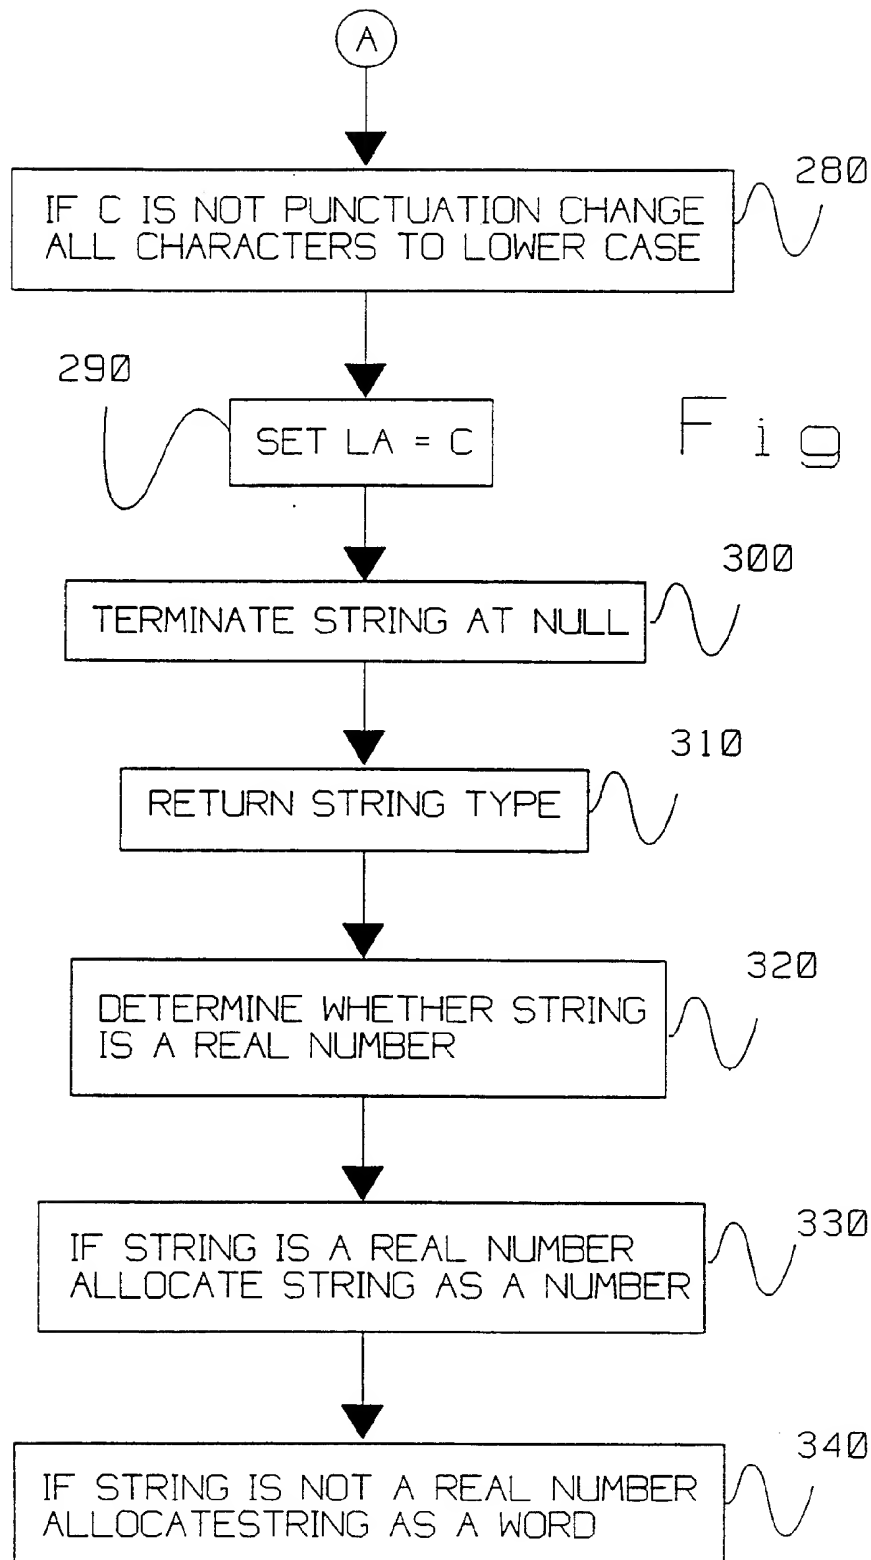 A
280
IF C IS NOT PUNCTUATION CHANGE
ALL CHARACTERS TO LOWER CASE
290
SET LA = C
Fig
300
TERMINATE STRING AT NULL
310
RETURN STRING TYPE
320
DETERMINE WHETHER STRING
IS A REAL NUMBER
330
IF STRING IS A REAL NUMBER
ALLOCATE STRING AS A NUMBER
340
IF STRING IS NOT A REAL NUMBER
ALLOCATESTRING AS A WORD